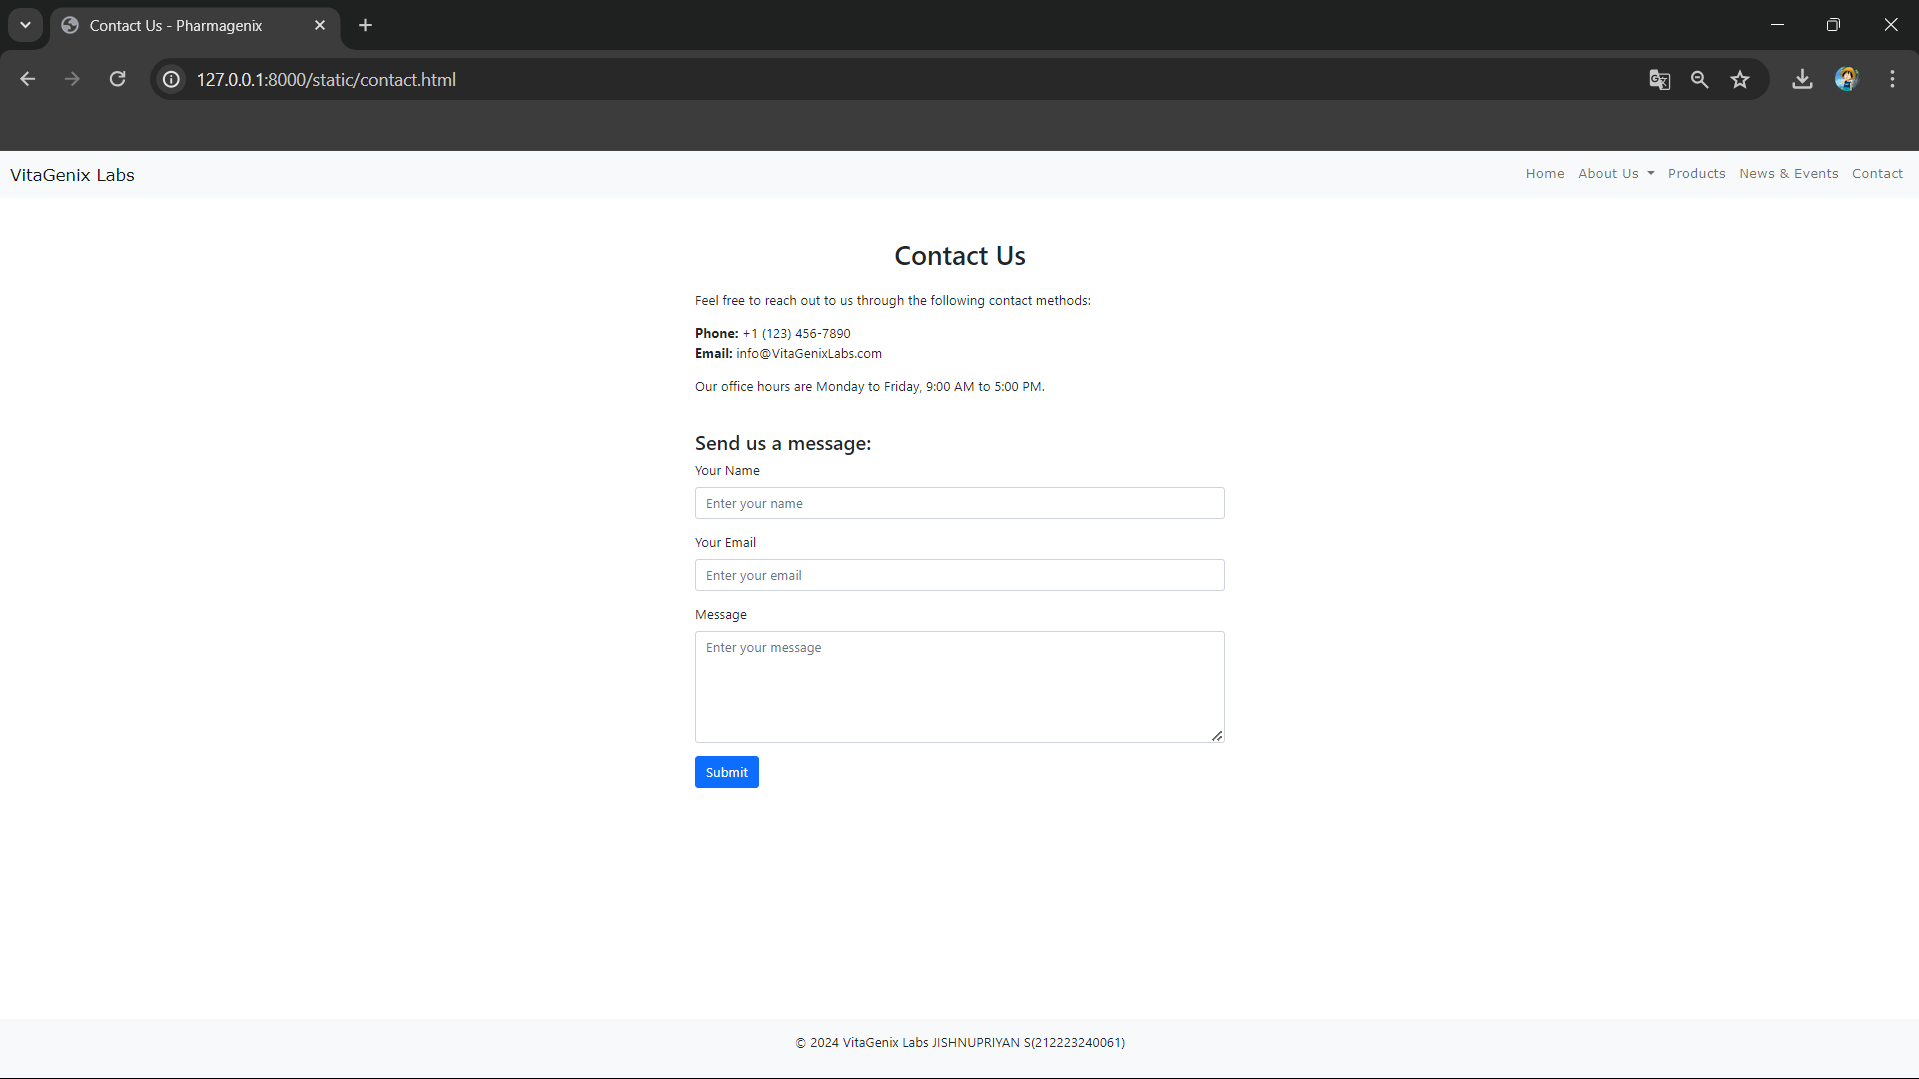 Contact Us - Pharmagenix
127.0.0.1:8000/static/contact.html
VitaGenix Labs
Home About Us Products News & Events Contact
Contact Us
Feel free to reach out to us through the following contact methods:
Phone: +1 (123) 456-7890
Email: info@VitaGenixLabs.com
Our office hours are Monday to Friday, 9:00 AM to 5:00 PM.
Send us a message:
Your Name
Enter your name
Your Email
Enter your email
Message
Enter your message
Submit
© 2024 VitaGenix Labs JISHNUPRIYAN S(212223240061)